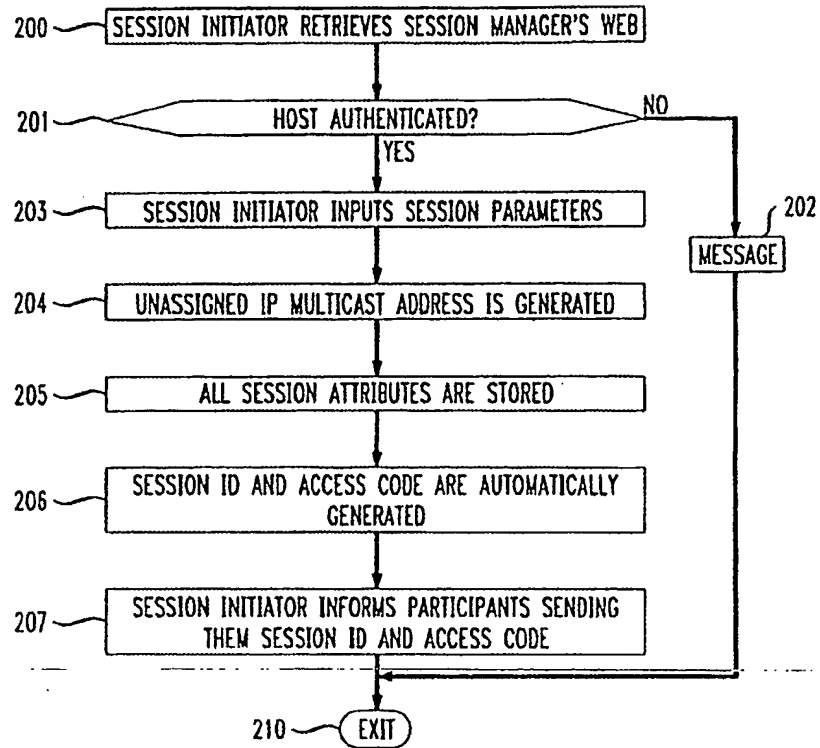 200 SESSION INITIATOR RETRIEVES SESSION MANAGER'S WEB
201 HOST AUTHENTICATED? NO
YES
203 SESSION INITIATOR INPUTS SESSION PARAMETERS
202
MESSAGE
204 UNASSIGNED IP MULTICAST ADDRESS IS GENERATED
205 ALL SESSION ATTRIBUTES ARE STORED
206 SESSION ID AND ACCESS CODE ARE AUTOMATICALLY
GENERATED
207 SESSION INITIATOR INFORMS PARTICIPANTS SENDING
THEM SESSION ID AND ACCESS CODE
210 EXIT